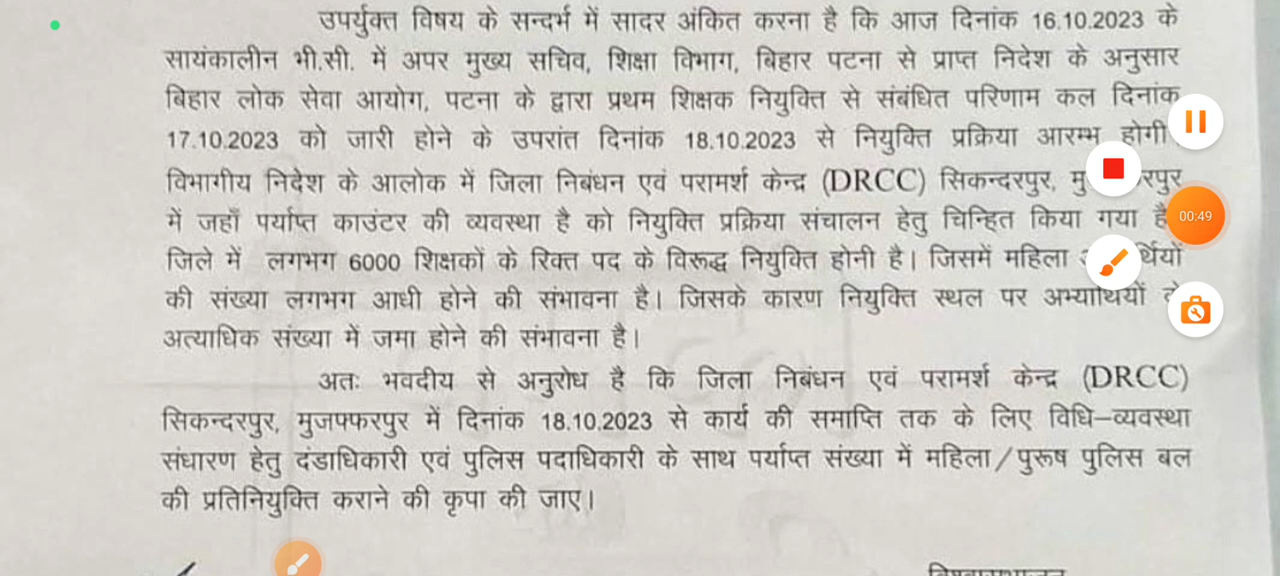 उपर्युक्त विषय के सन्दर्भ में सादर अंकित करना है कि आज दिनांक 16.10.2023 के
सायंकालीन भी.सी. में अपर मुख्य सचिव, शिक्षा विभाग, बिहार पटना से प्राप्त निदेश के अनुसार
बिहार लोक सेवा आयोग, पटना के द्वारा प्रथम शिक्षक नियुक्ति से संबंधित परिणाम कल दिनांक
17.10.2023 को जारी होने के उपरांत दिनांक 18.10.2023 से नियुक्ति प्रक्रिया आरम्भ होगी
विभागीय निदेश के आलोक में जिला निबंधन एवं परामर्श केन्द्र (DRCC) सिकन्दरपुर,
में जहाँ पर्याप्त काउंटर की व्यवस्था है को नियुक्ति प्रक्रिया संचालन हेतु चिन्हित किया गया है
00:49
जिले में लगभग 6000 शिक्षकों के रिक्त पद के विरूद्ध नियुक्ति होनी है। जिसमें महिला
की संख्या लगभग आधी होने की संभावना है। जिसके कारण नियुक्ति स्थल पर अभ्यार्थियों
अत्याधिक संख्या में जमा होने की संभावना है।
अतः भवदीय से अनुरोध है कि जिला निबंधन एवं परामर्श केन्द्र (DRCC)
सिकन्दरपुर, मुजफ्फरपुर में दिनांक 18.10.2023 से कार्य की समाप्ति तक के लिए विधि–व्यवस्था
संधारण हेतु दंडाधिकारी एवं पुलिस पदाधिकारी के साथ पर्याप्त संख्या में महिला/पुरूष पुलिस बल
की प्रतिनियुक्ति कराने की कृपा की जाए।